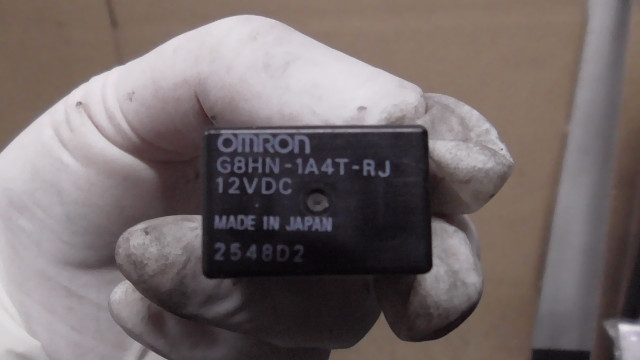 OMRON
G8HN-1A4T-RJ
12VDC
MADE IN JAPAN
2548D2